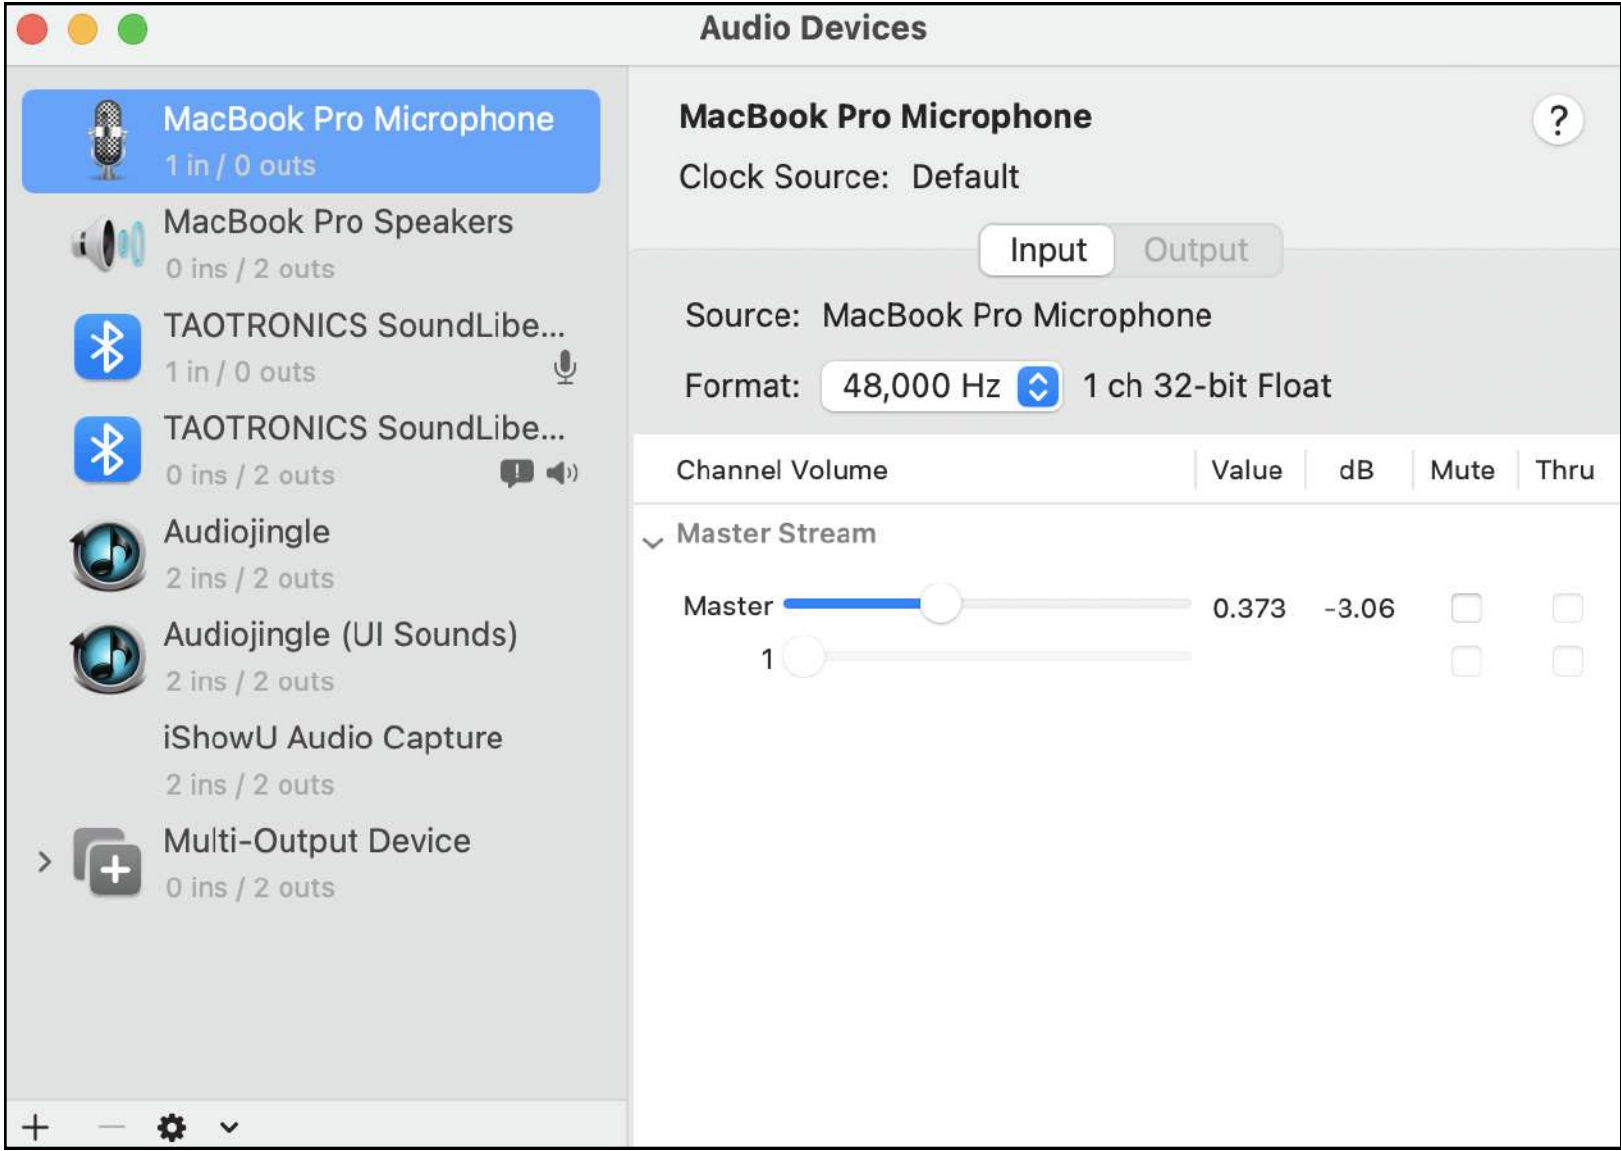 Audio Devices
MacBook Pro Microphone
1 in / 0 outs
MacBook Pro Speakers
0 ins / 2 outs
TAOTRONICS SoundLibe...
1 in / 0 outs
TAOTRONICS SoundLibe...
0 ins / 2 outs
Audiojingle
2 ins / 2 outs
Audiojingle (UI Sounds)
2 ins / 2 outs
iShowU Audio Capture
2 ins / 2 outs
Multi-Output Device
0 ins / 2 outs
MacBook Pro Microphone
?
Clock Source: Default
Input Output
Source: MacBook Pro Microphone
Format: 48,000 Hz 1 ch 32-bit Float
Channel Volume Value dB Mute Thru
Master Stream
Master 0.373 -3.06
1